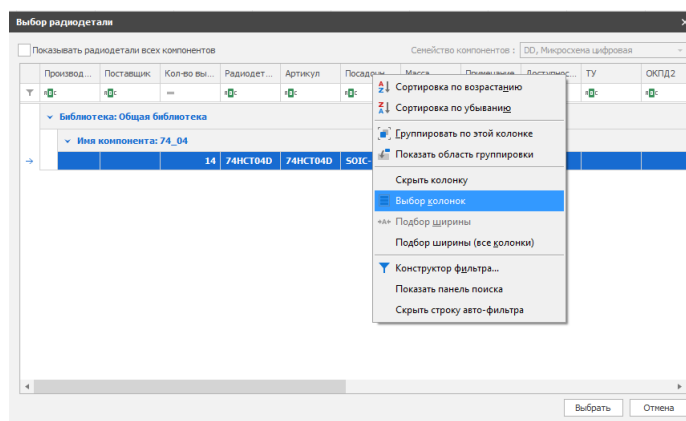 Выбор радиодетали
Показывать радиодетали всех компонентов
Семейство компонентов : DD, Микросхема цифровая
Производ... Поставщик Кол-во вы... Радиодет... Артикул Посадочн... Масса Примечание Доступнос... ТУ ОКПД2
Библиотека: Общая библиотека
Имя компонента: 74_04
14 74HCT04D 74HCT04D SOIC-
Сортировка по возрастанию
Сортировка по убыванию
Группировать по этой колонке
Показать область группировки
Скрыть колонку
Выбор колонок
Подбор ширины
Подбор ширины (все колонки)
Конструктор фильтра...
Показать панель поиска
Скрыть строку авто-фильтра
Выбрать Отмена